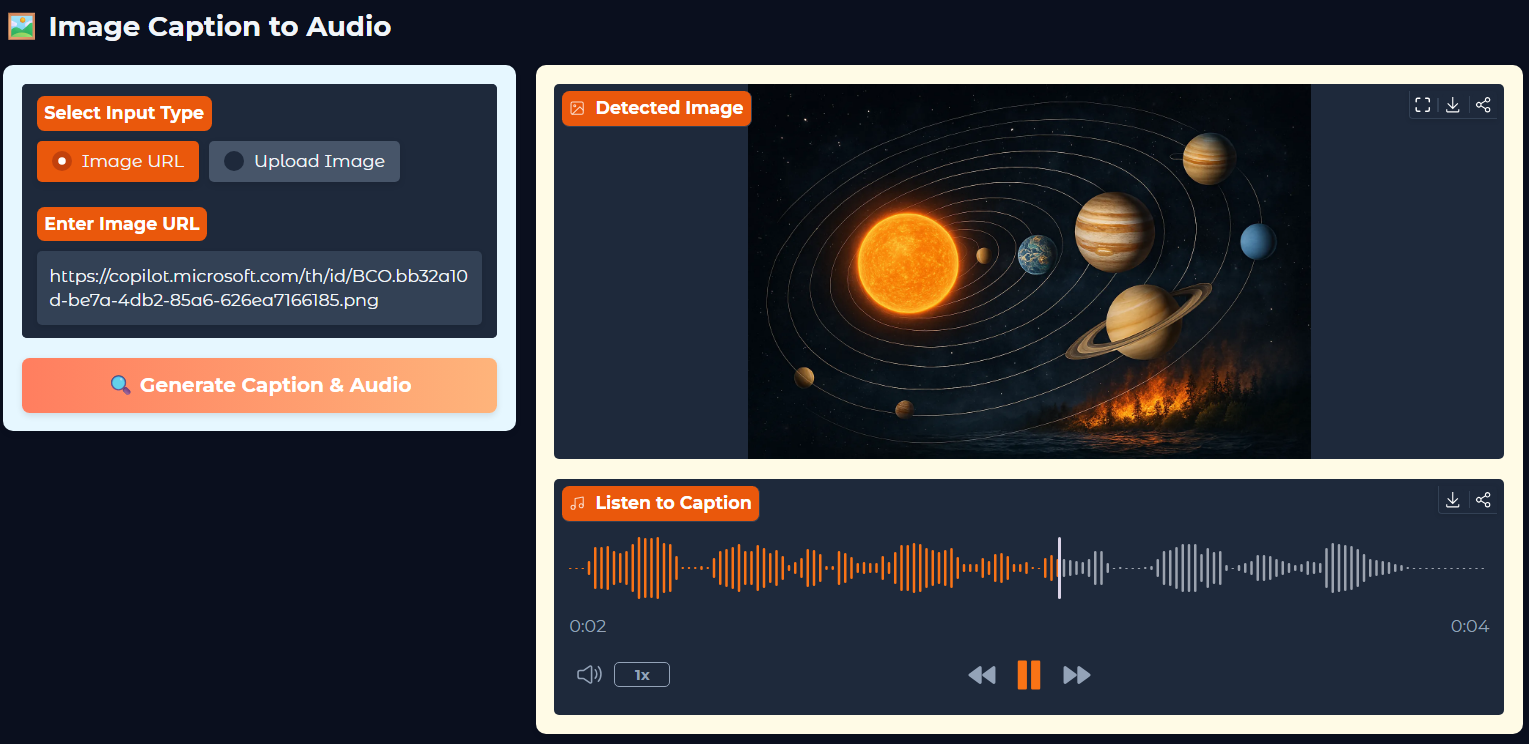 Image Caption to Audio
Select Input Type
Image URL
Upload Image
Enter Image URL
https://copilot.microsoft.com/th/id/BCO.bb32a10
d-be7a-4db2-85a6-626ea7166185.png
Generate Caption & Audio
Detected Image
Listen to Caption
0:02
0:04
1x